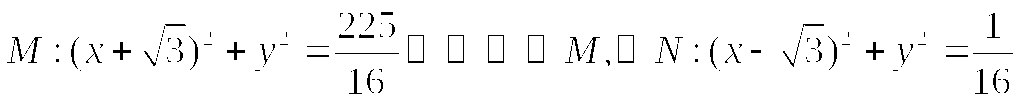 M : (x + √3)² + y² = 225/16 □ □ □ □ M,□ N : (x - √3)² + y² = 1/16